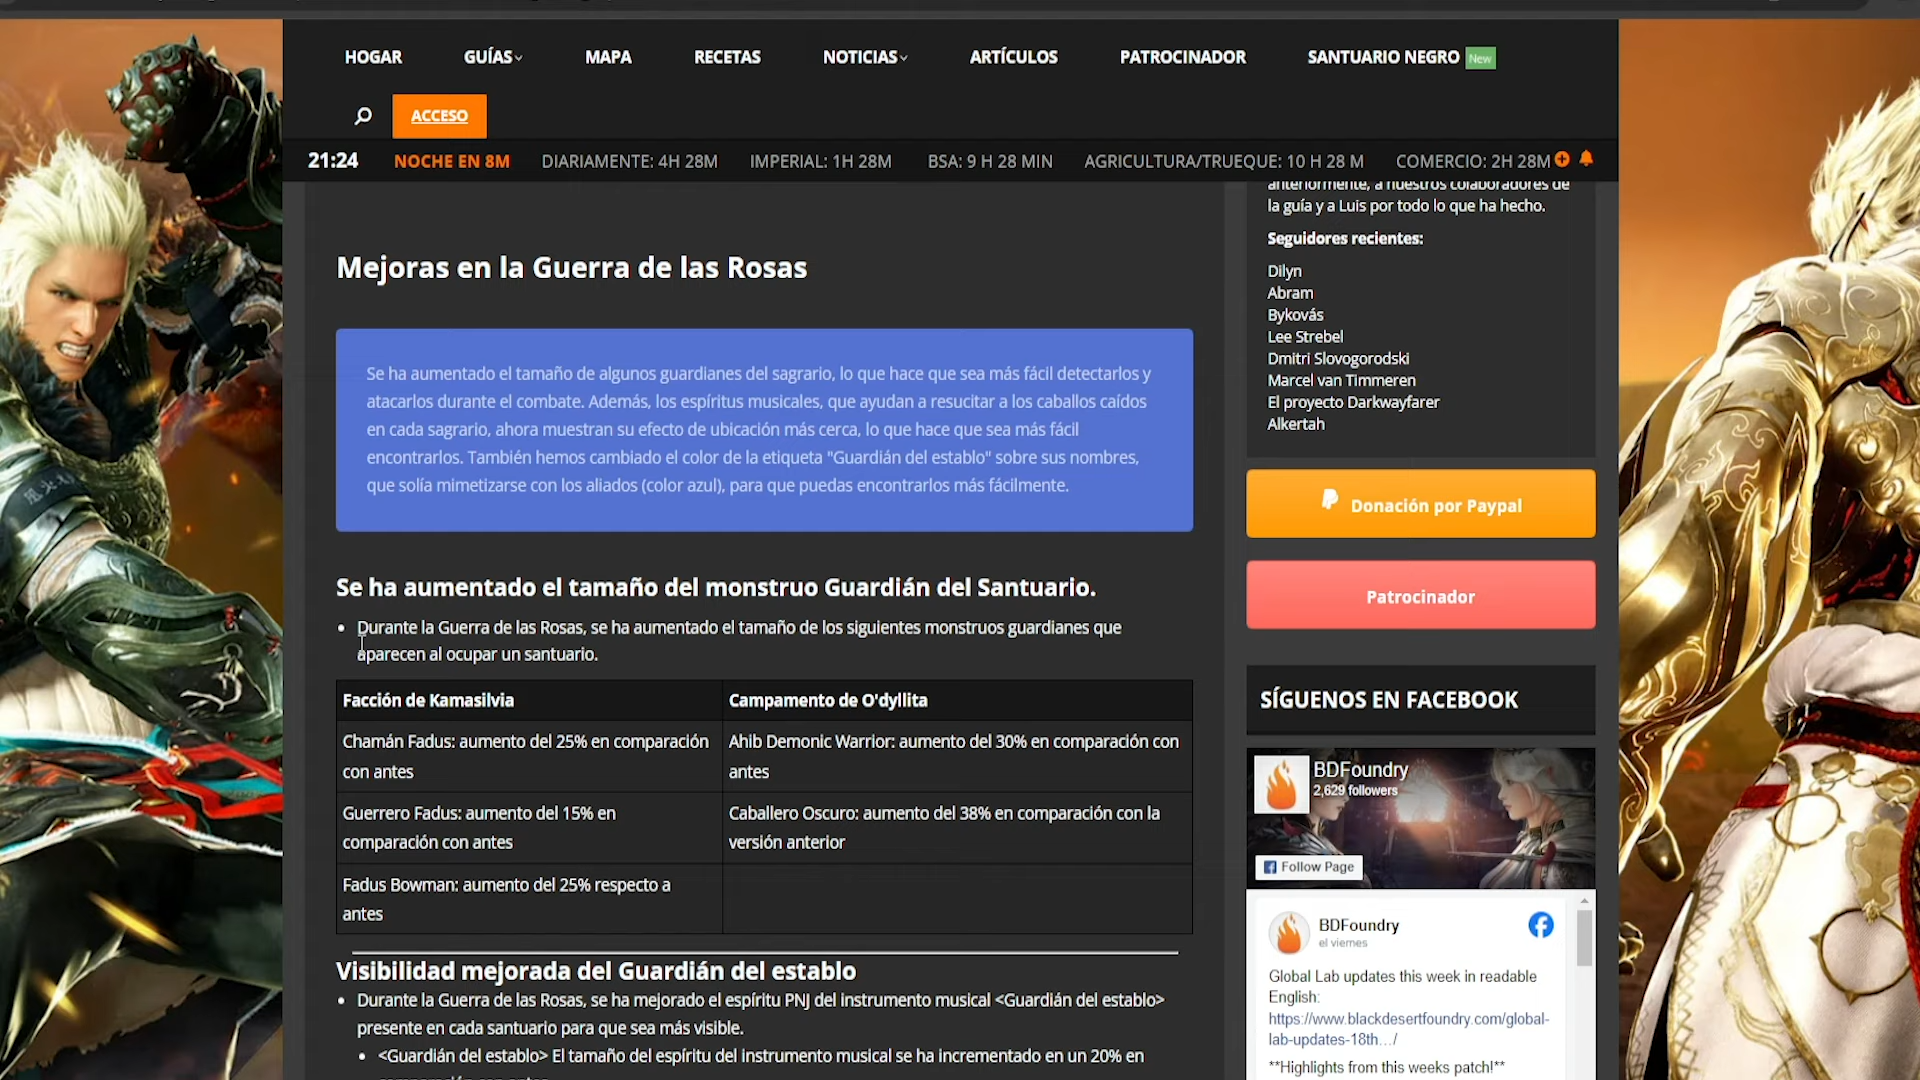 HOGAR
GUÍAS
MAPA
RECETAS
NOTICIAS
ARTÍCULOS
PATROCINADOR
SANTUARIO NEGRO New
ACCESO
21:24
NOCHE EN 8M
DIARIAMENTE: 4H 28M
IMPERIAL: 1H 28M
BSA: 9 H 28 MIN
AGRICULTURA/TRUEQUE: 10 H 28 M
COMERCIO: 2H 28M
Mejoras en la Guerra de las Rosas
Se ha aumentado el tamaño de algunos guardianes del sagrario, lo que hace que sea más fácil detectarlos y
atacarlos durante el combate. Además, los espíritus musicales, que ayudan a resucitar a los caballos caídos
en cada sagrario, ahora muestran su efecto de ubicación más cerca, lo que hace que sea más fácil
encontrarlos. También hemos cambiado el color de la etiqueta "Guardián del establo" sobre sus nombres,
que solía mimetizarse con los aliados (color azul), para que puedas encontrarlos más fácilmente.
Se ha aumentado el tamaño del monstruo Guardián del Santuario.
Durante la Guerra de las Rosas, se ha aumentado el tamaño de los siguientes monstruos guardianes que
aparecen al ocupar un santuario.
Facción de Kamasilvia
Campamento de O'dyllita
Chamán Fadus: aumento del 25% en comparación
con antes
Ahib Demonic Warrior: aumento del 30% en comparación con
antes
Guerrero Fadus: aumento del 15% en
comparación con antes
Caballero Oscuro: aumento del 38% en comparación con la
versión anterior
Fadus Bowman: aumento del 25% respecto a
antes
Visibilidad mejorada del Guardián del establo
Durante la Guerra de las Rosas, se ha mejorado el espíritu PNJ del instrumento musical <Guardián del establo>
presente en cada santuario para que sea más visible.
<Guardián del establo> El tamaño del espíritu del instrumento musical se ha incrementado en un 20% en
anteriormente, a nuestros colaboradores de
la guía y a Luis por todo lo que ha hecho.
Seguidores recientes:
Dilyn
Abram
Bykovás
Lee Strebel
Dmitri Slovogorodski
Marcel van Timmeren
El proyecto Darkwayfarer
Alkertah
Donación por Paypal
Patrocinador
SÍGUENOS EN FACEBOOK
BDFoundry
2,629 followers
Follow Page
BDFoundry
el viernes
Global Lab updates this week in readable
English:
https://www.blackdesertfoundry.com/global-
lab-updates-18th.../
**Highlights from this weeks patch!**